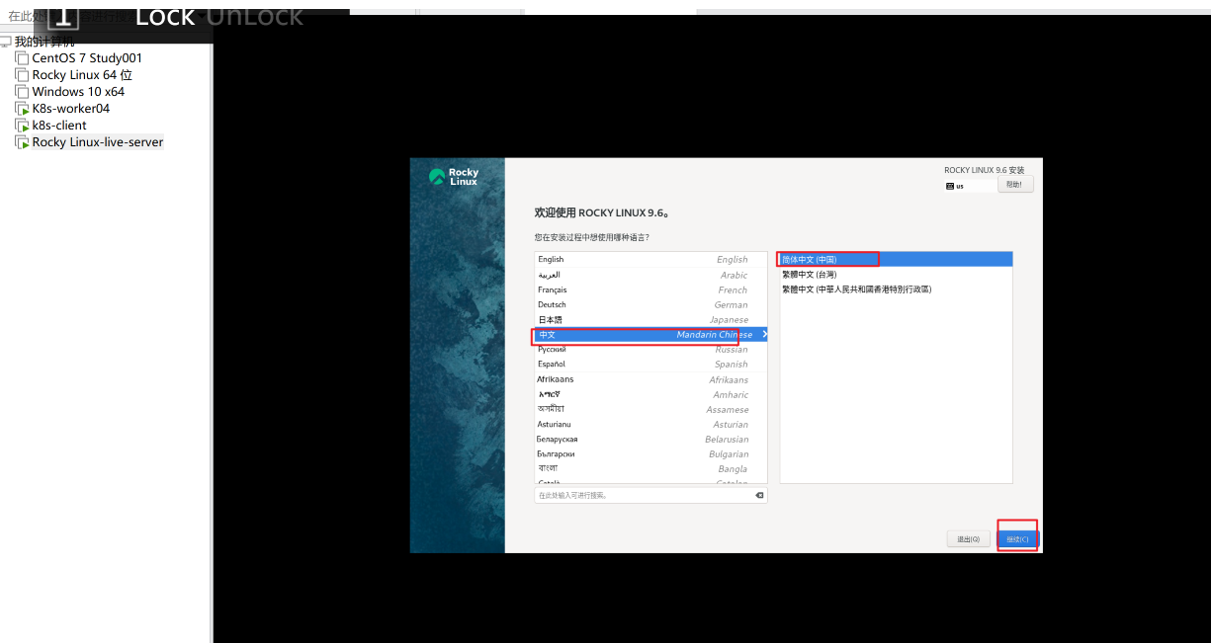 Lock UnLock
1
我的计算机
CentOS 7 Study001
Rocky Linux 64 位
Windows 10 x64
K8s-worker04
k8s-client
Rocky Linux-live-server
Rocky
Linux
ROCKY LINUX 9.6 安装
us
帮助!
欢迎使用 ROCKY LINUX 9.6。
您在安装过程中想使用哪种语言?
English English
العربية Arabic
Français French
Deutsch German
日本語 Japanese
中文 Mandarin Chinese
Русский Russian
Español Spanish
Afrikaans Afrikaans
አማርኛ Amharic
অসমীয়া Assamese
Asturianu Asturian
Беларуская Belarusian
Български Bulgarian
বাংলা Bangla
Català Catalan
简体中文 (中国)
繁體中文 (台灣)
繁體中文 (中華人民共和國香港特別行政區)
在此处输入可进行搜索。
退出(Q)
继续(C)